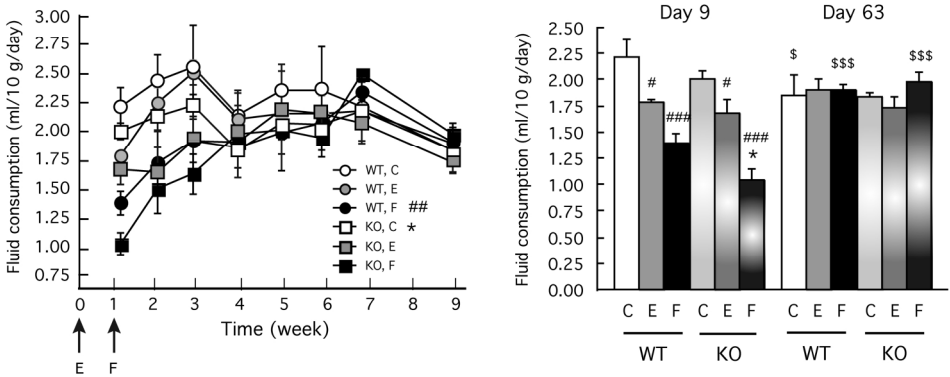 Fluid consumption (ml/10 g/day)
3.00
2.75
2.50
2.25
2.00
1.75
1.50
1.25
1.00
0.75
WT, C
WT, E
WT, F ##
KO, C *
KO, E
KO, F
0 1 2 3 4 5 6 7 9
Time (week)
E F
Day 9 Day 63
Fluid consumption (ml/10 g/day)
2.50
2.25
2.00
1.75
1.50
1.25
1.00
0.75
0.50
0.25
0.00
# ### # ### * $ $$$ $$$
C E F C E F C E F C E F
WT KO WT KO